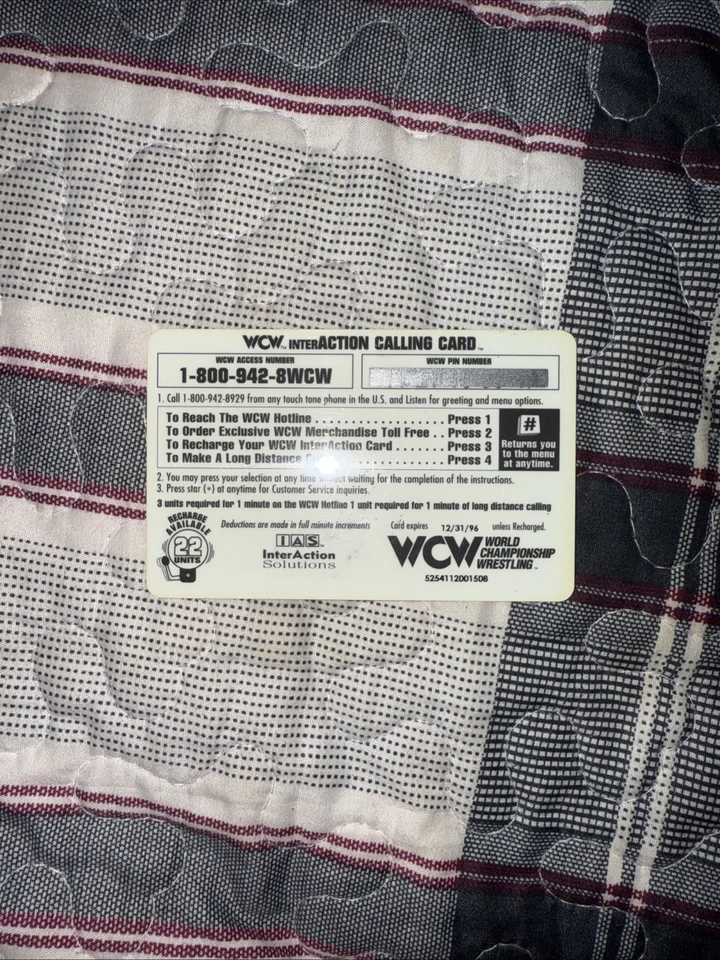 WCW™ INTERACTION CALLING CARD™
WCW ACCESS NUMBER
1-800-942-8WCW
WCW PIN NUMBER
1. Call 1-800-942-8929 from any touch tone phone in the U.S. and Listen for greeting and menu options.
To Reach The WCW Hotline . . . . . . . . . . . . . . . . . . . Press 1
To Order Exclusive WCW Merchandise Toll Free . . Press 2
To Recharge Your WCW InterAction Card . . . . . . . Press 3
To Make A Long Distance Press 4
#
Returns you
to the menu
at anytime.
2. You may press your selection at any time without waiting for the completion of the instructions.
3. Press star (*) at anytime for Customer Service inquiries.
3 units required for 1 minute on the WCW Hotline 1 unit required for 1 minute of long distance calling
RECHARGE AVAILABLE
22
UNITS
Deductions are made in full minute increments
Card expires 12/31/96 unless Recharged.
IAS
InterAction
Solutions
WCW WORLD
CHAMPIONSHIP
WRESTLING™
52541120015DB